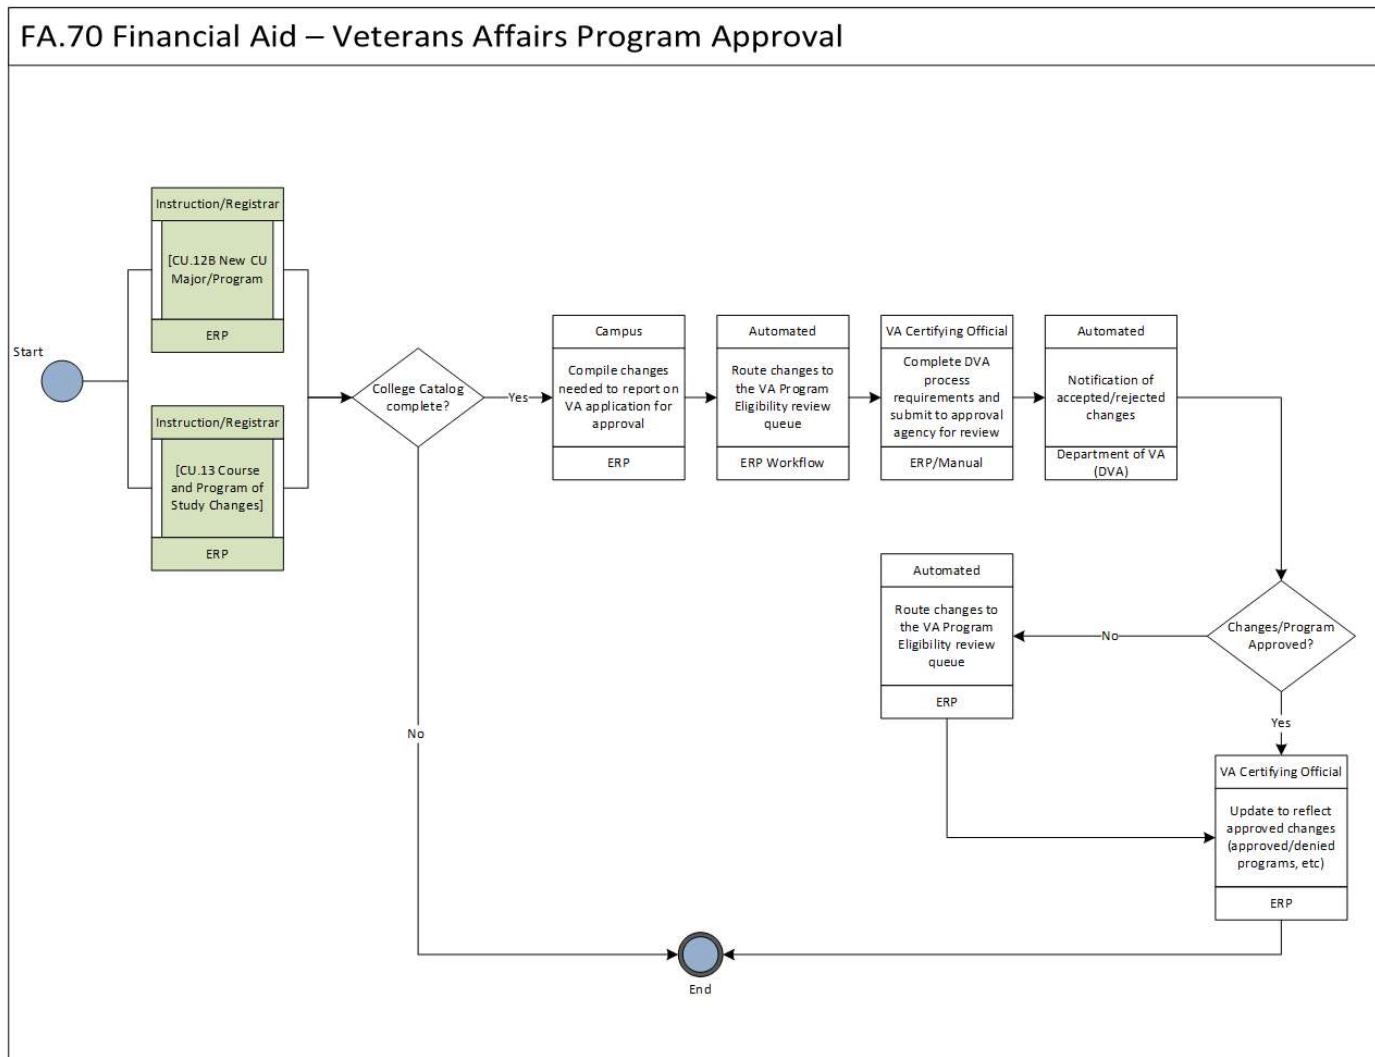 FA.70 Financial Aid – Veterans Affairs Program Approval
Start
Instruction/Registrar
[CU.12B New CU
Major/Program
ERP
Instruction/Registrar
[CU.13 Course
and Program of
Study Changes]
ERP
College Catalog
complete?
Yes
No
Campus
Compile changes
needed to report on
VA application for
approval
ERP
Automated
Route changes to
the VA Program
Eligibility review
queue
ERP Workflow
VA Certifying Official
Complete DVA
process
requirements and
submit to approval
agency for review
ERP/Manual
Automated
Notification of
accepted/rejected
changes
Department of VA
(DVA)
Changes/Program
Approved?
No
Yes
Automated
Route changes to
the VA Program
Eligibility review
queue
ERP
VA Certifying Official
Update to reflect
approved changes
(approved/denied
programs, etc)
ERP
End